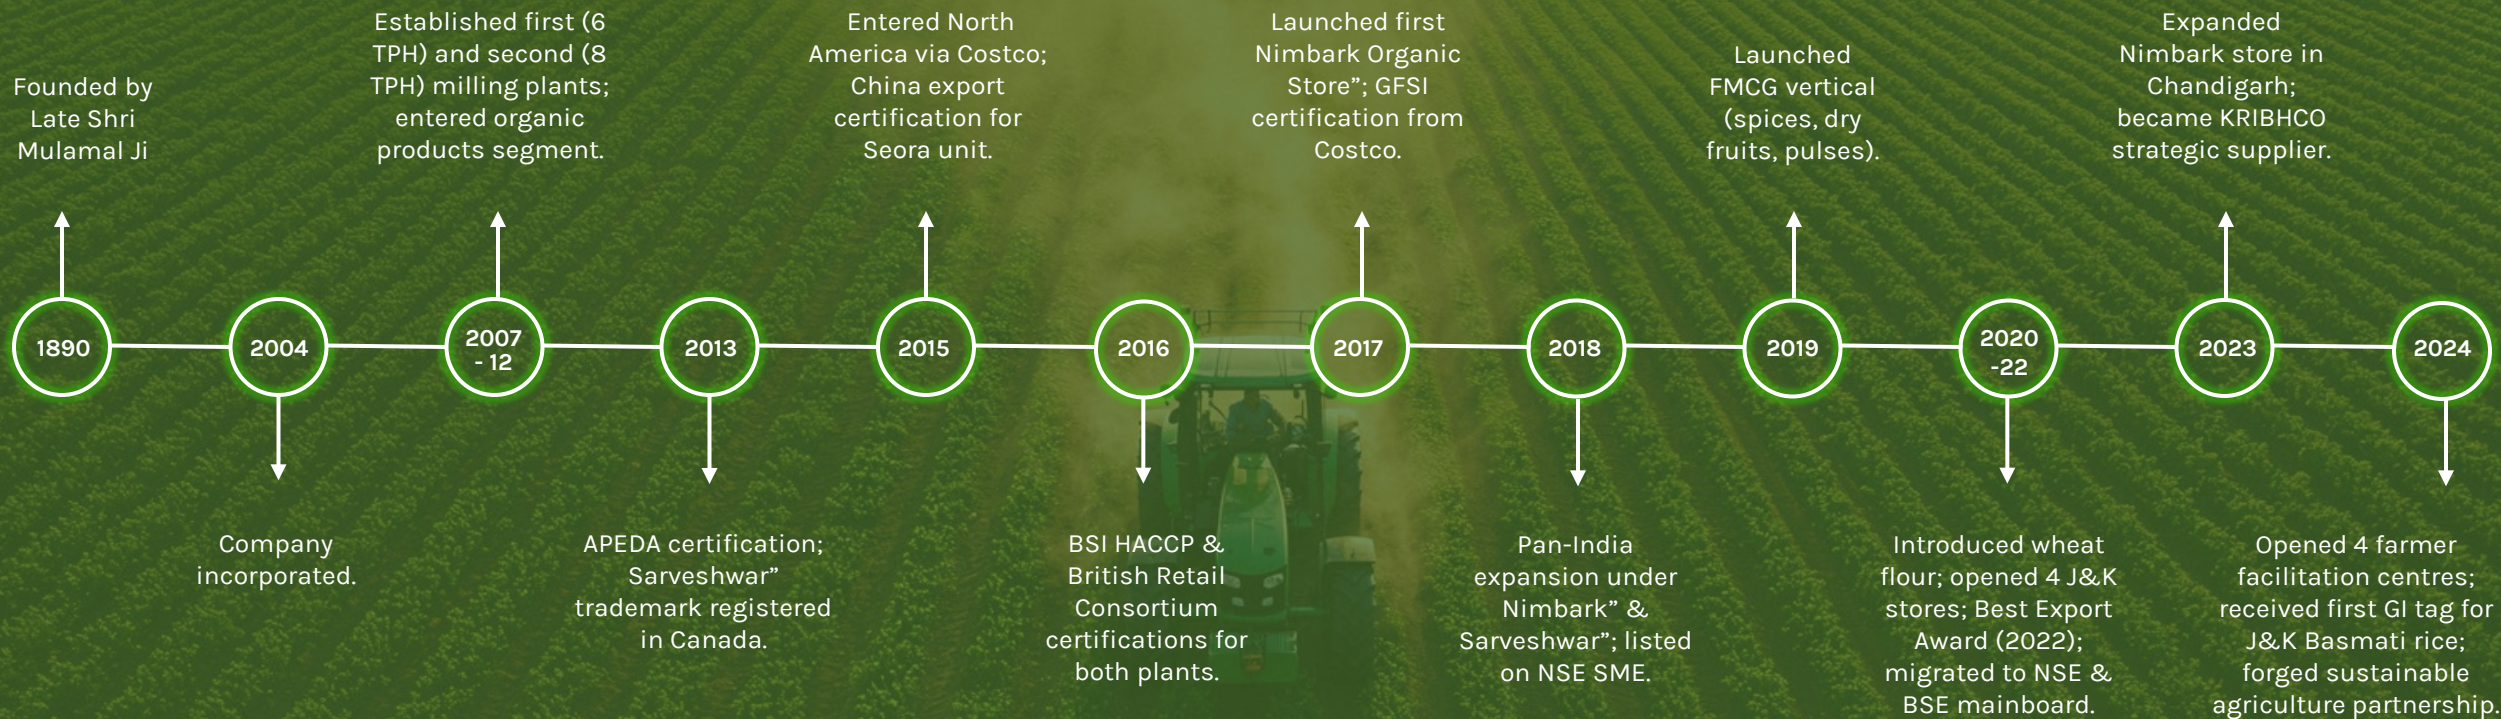 Founded by
Late Shri
Mulamal Ji
1890
2004
Company
incorporated.
Established first (6
TPH) and second (8
TPH) milling plants;
entered organic
products segment.
2007
- 12
2013
APEDA certification;
Sarveshwar”
trademark registered
in Canada.
Entered North
America via Costco;
China export
certification for
Seora unit.
2015
2016
BSI HACCP &
British Retail
Consortium
certifications for
both plants.
Launched first
Nimbark Organic
Store”; GFSI
certification from
Costco.
2017
2018
Pan-India
expansion under
Nimbark” &
Sarveshwar”; listed
on NSE SME.
Launched
FMCG vertical
(spices, dry
fruits, pulses).
2019
2020
-22
Introduced wheat
flour; opened 4 J&K
stores; Best Export
Award (2022);
migrated to NSE &
BSE mainboard.
Expanded
Nimbark store in
Chandigarh;
became KRIBHCO
strategic supplier.
2023
2024
Opened 4 farmer
facilitation centres;
received first GI tag for
J&K Basmati rice;
forged sustainable
agriculture partnership.